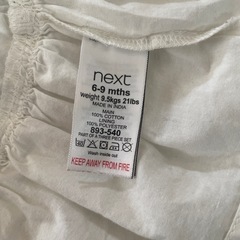 next
6-9 mths
weight 9.5kgs 21lbs
MADE IN INDIA
MAIN
100% COTTON
LINING
100% POLYESTER
893-540
PART OF A THREE PIECE SET
Wash inside out
KEEP AWAY FROM FIRE